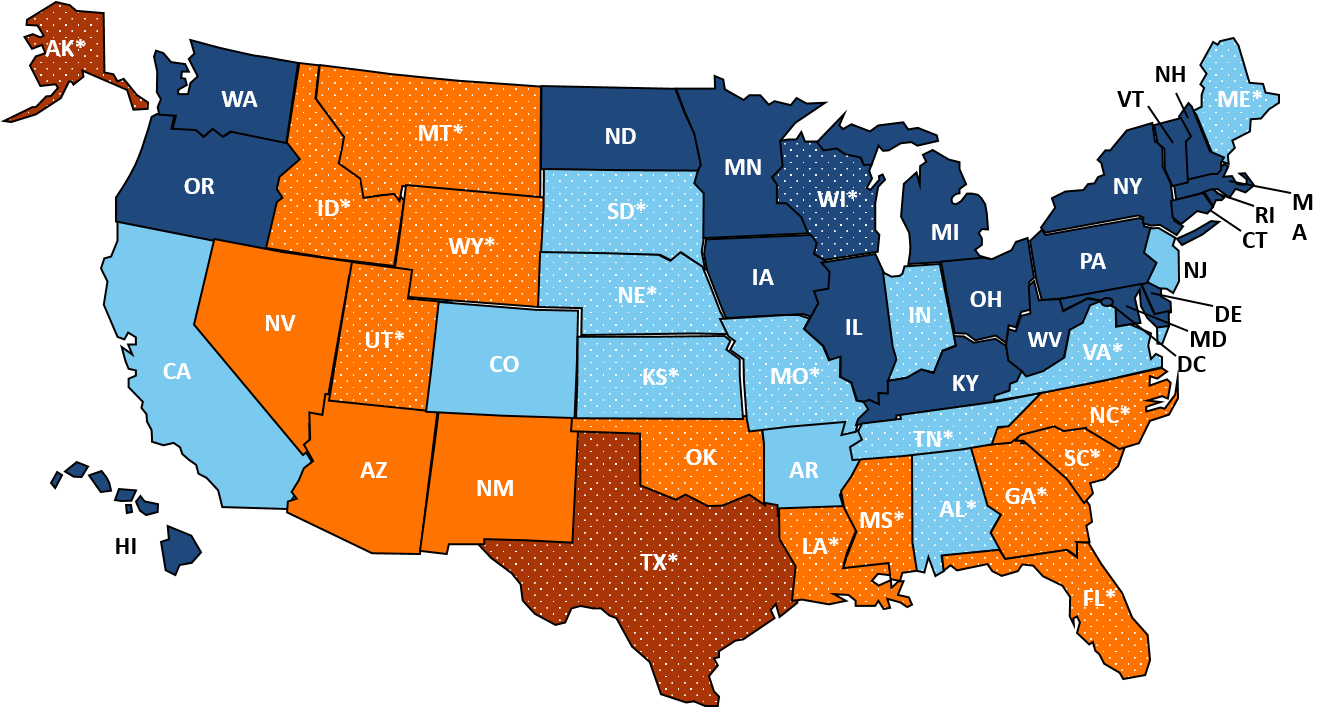 AK*
WA
OR
MT*
ID*
WY*
ND
SD*
NE*
MN
WI*
MI
IA
IL
IN
OH
PA
NY
VT
NH
ME*
M
A
RI
CT
NJ
DE
MD
DC
NV
UT*
CA
CO
KS*
MO*
KY
WV
VA*
AZ
NM
OK
AR
TN*
NC*
SC*
GA*
AL*
MS*
LA*
TX*
FL*
HI